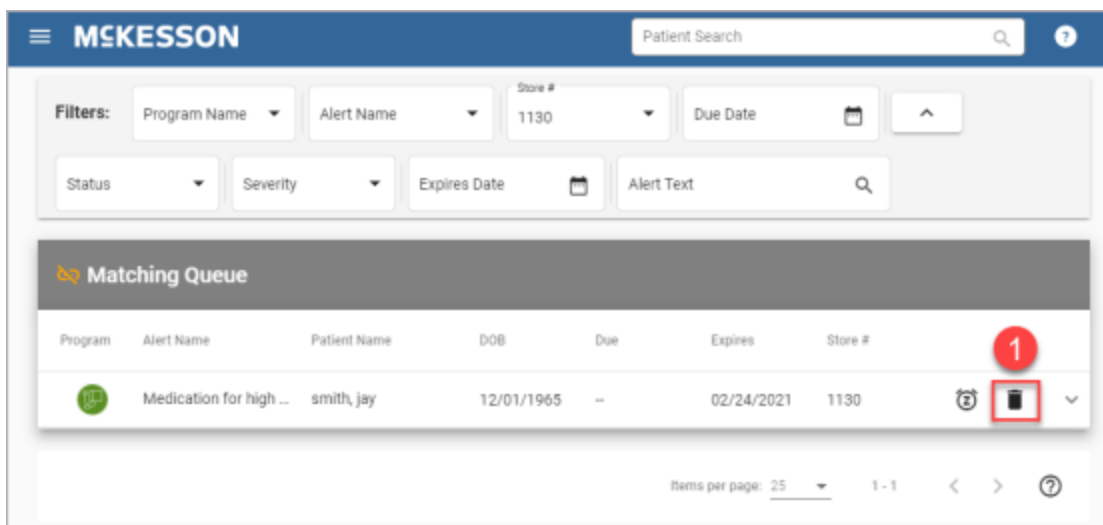 MCKESSON Patient Search ?
Filters: Program Name Alert Name Store # 1130 Due Date
Status Severity Expires Date Alert Text
Matching Queue
Program Alert Name Patient Name DOB Due Expires Store #
1
Medication for high ... smith, jay 12/01/1965 -- 02/24/2021 1130
Items per page: 25 1 - 1 < > ?